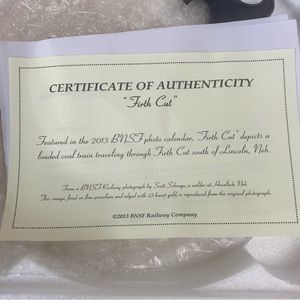 CERTIFICATE OF AUTHENTICITY
"Firth Cut"
Featured in the 2013 BNSF photo calendar, "Firth Cut" depicts a
loaded coal train traveling through Firth Cut south of Lincoln, Neb.
From a BNSF Railway photograph by Scott Schroge, a welder at Havelock, Neb.
This image, fired on fine porcelain and edged with 23 karat gold, is reproduced from the original photograph.
©2013 BNSF Railway Company